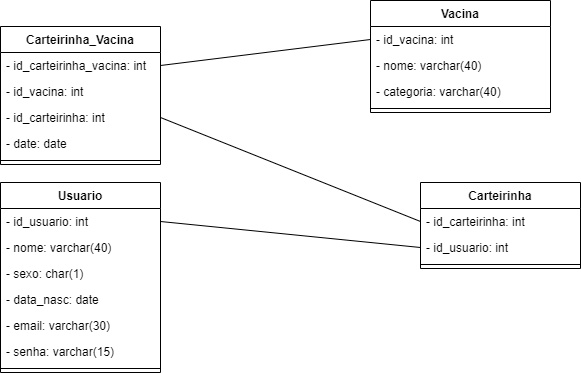 Carteirinha_Vacina
- id_carteirinha_vacina: int
- id_vacina: int
- id_carteirinha: int
- date: date
Vacina
- id_vacina: int
- nome: varchar(40)
- categoria: varchar(40)
Usuario
- id_usuario: int
- nome: varchar(40)
- sexo: char(1)
- data_nasc: date
- email: varchar(30)
- senha: varchar(15)
Carteirinha
- id_carteirinha: int
- id_usuario: int